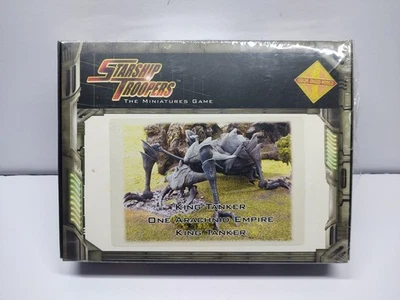 STARSHIP
TROOPERS
THE MINIATURES GAME
KING TANKER
ONE ARACHNID EMPIRE
KING TANKER